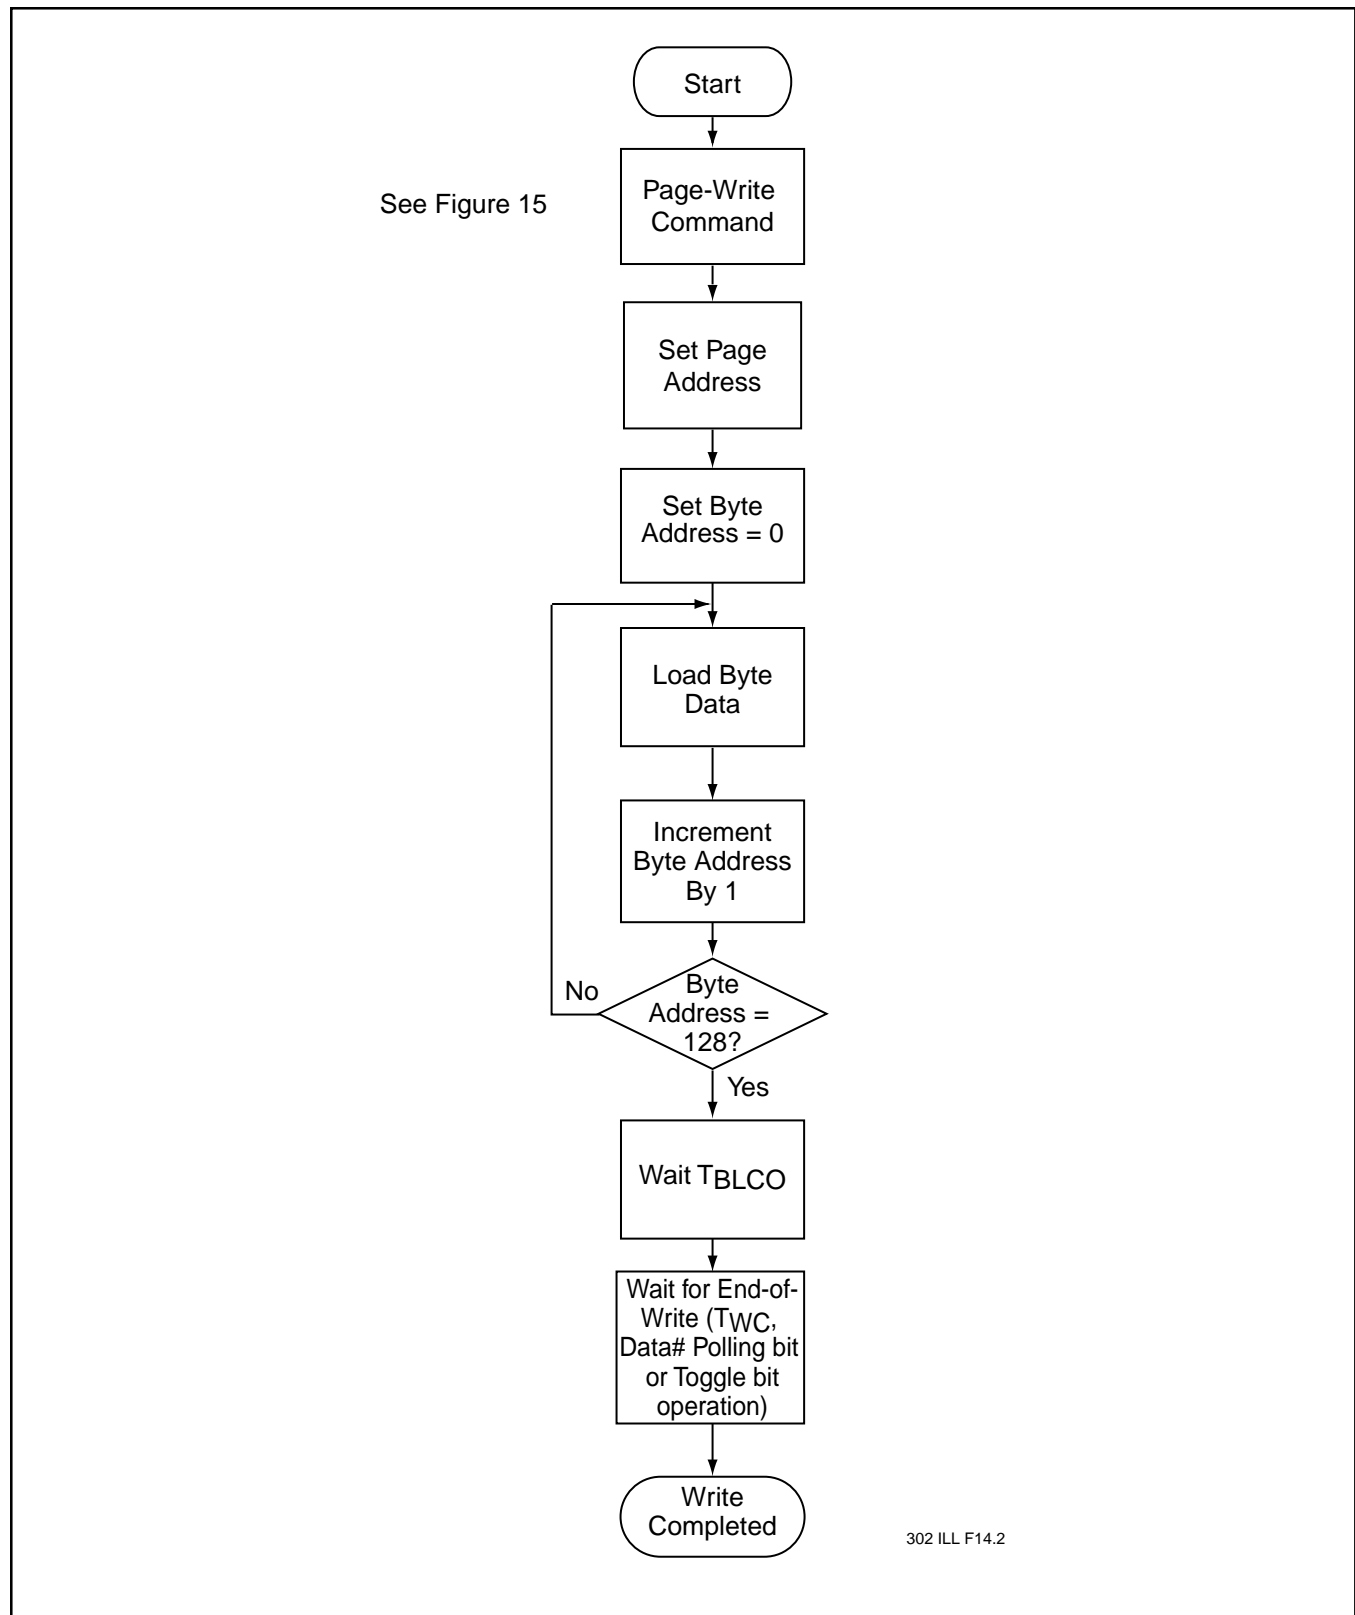 Start
See Figure 15
Page-Write
Command
Set Page
Address
Set Byte
Address = 0
Load Byte
Data
Increment
Byte Address
By 1
Byte
Address =
128?
No
Yes
Wait TBLCO
Wait for End-of-
Write (TWC,
Data# Polling bit
or Toggle bit
operation)
Write
Completed
302 ILL F14.2